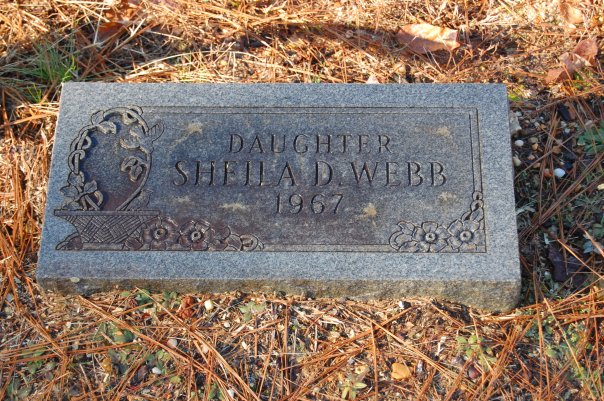 DAUGHTER
SHEILA D. WEBB
1967